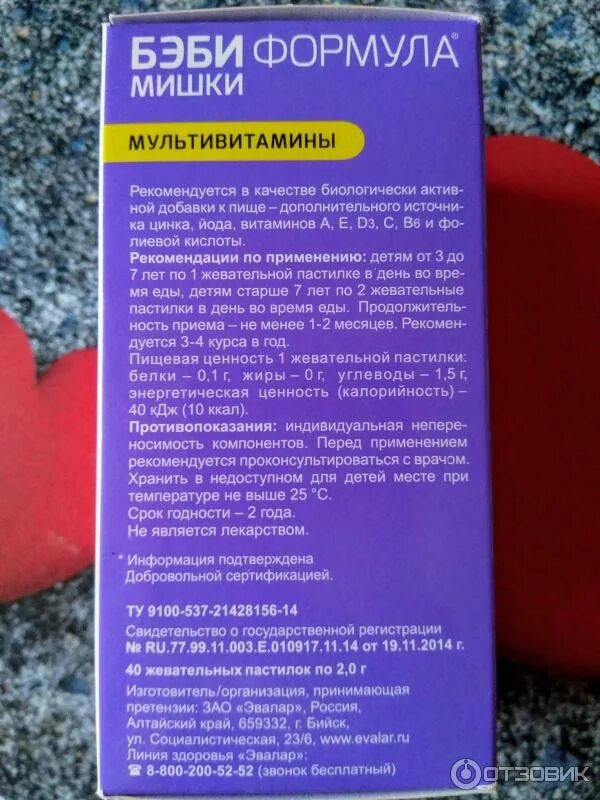 БЭБИ ФОРМУЛА®
МИШКИ
МУЛЬТИВИТАМИНЫ
Рекомендуется в качестве биологически актив-
ной добавки к пище – дополнительного источни-
ка цинка, йода, витаминов А, Е, D3, С, В6 и фо-
лиевой кислоты.
Рекомендации по применению: детям от 3 до
7 лет по 1 жевательной пастилке в день во вре-
мя еды, детям старше 7 лет по 2 жевательные
пастилки в день во время еды. Продолжитель-
ность приема – не менее 1-2 месяцев. Рекомен-
дуется 3-4 курса в год.
Пищевая ценность 1 жевательной пастилки:
белки – 0,1 г, жиры – 0 г, углеводы – 1,5 г,
энергетическая ценность (калорийность) –
40 кДж (10 ккал).
Противопоказания: индивидуальная непере-
носимость компонентов. Перед применением
рекомендуется проконсультироваться с врачом.
Хранить в недоступном для детей месте при
температуре не выше 25 °С.
Срок годности – 2 года.
Не является лекарством.
* Информация подтверждена
Добровольной сертификацией.
ТУ 9100-537-21428156-14
Свидетельство о государственной регистрации
№ RU.77.99.11.003.Е.010917.11.14 от 19.11.2014 г.
40 жевательных пастилок по 2,0 г
Изготовитель/организация, принимающая
претензии: ЗАО «Эвалар», Россия,
Алтайский край, 659332, г. Бийск,
ул. Социалистическая, 23/6, www.evalar.ru
Линия здоровья «Эвалар»:
☎ 8-800-200-52-52 (звонок бесплатный)
ОТЗОВИК